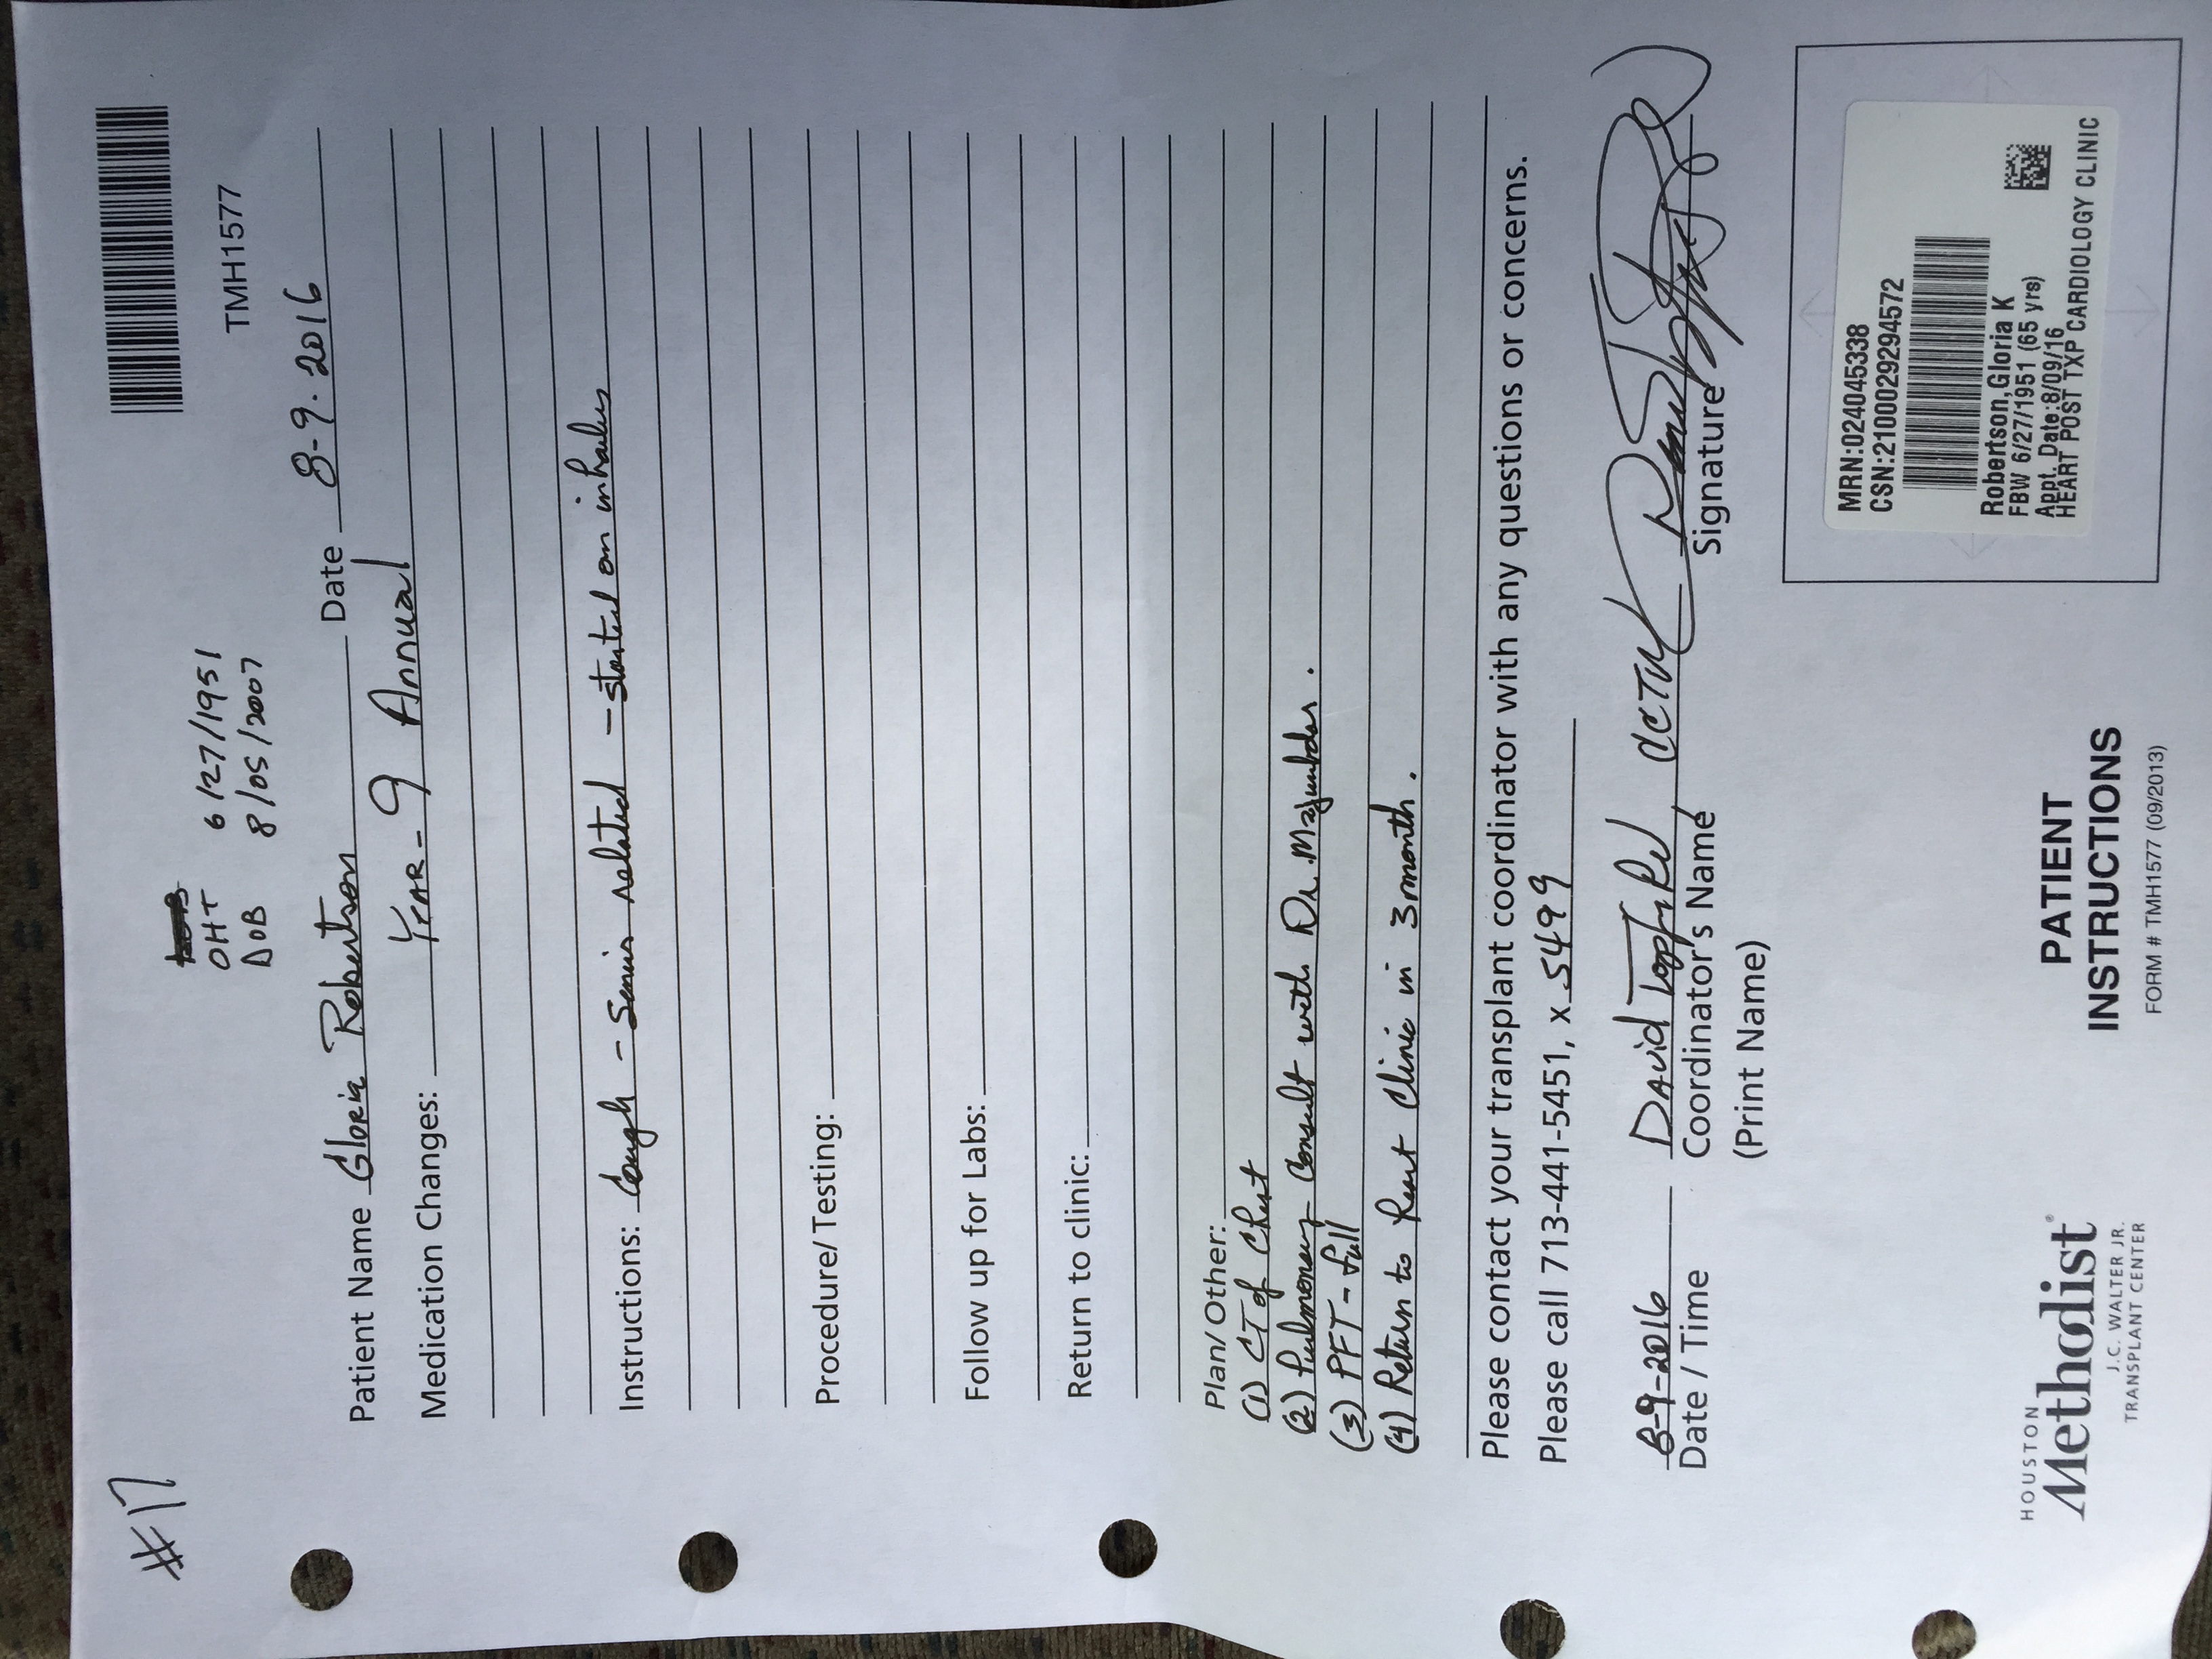 #17
TMH1577
OHT 6/27/1951
DOB 8/05/2007
Patient Name Gloria Robertson Date 8-9-2016
Medication Changes: YEAR-9 Annual
Instructions: Cough - Sinus related - started on inhaler
Procedure/Testing:
Follow up for Labs:
Return to clinic:
Plan/Other:
(1) CT of Chest
(2) Pulmonary Consult with Dr. Mazumder.
(3) PFT - full
(4) Return to Heart Clinic in 3 month.
Please contact your transplant coordinator with any questions or concerns.
Please call 713-441-5451, x 5499
8-9-2016 David
Date / Time Coordinator's Name Signature
(Print Name)
HOUSTON
Methodist®
J.C. WALTER JR.
TRANSPLANT CENTER
PATIENT
INSTRUCTIONS
FORM # TMH1577 (09/2013)
MRN:024045338
CSN:21000292945​72
Robertson,Gloria K
FBW 6/27/1951 (65 yrs)
Appt. Date:8/09/16
HEART POST TXP CARDIOLOGY CLINIC